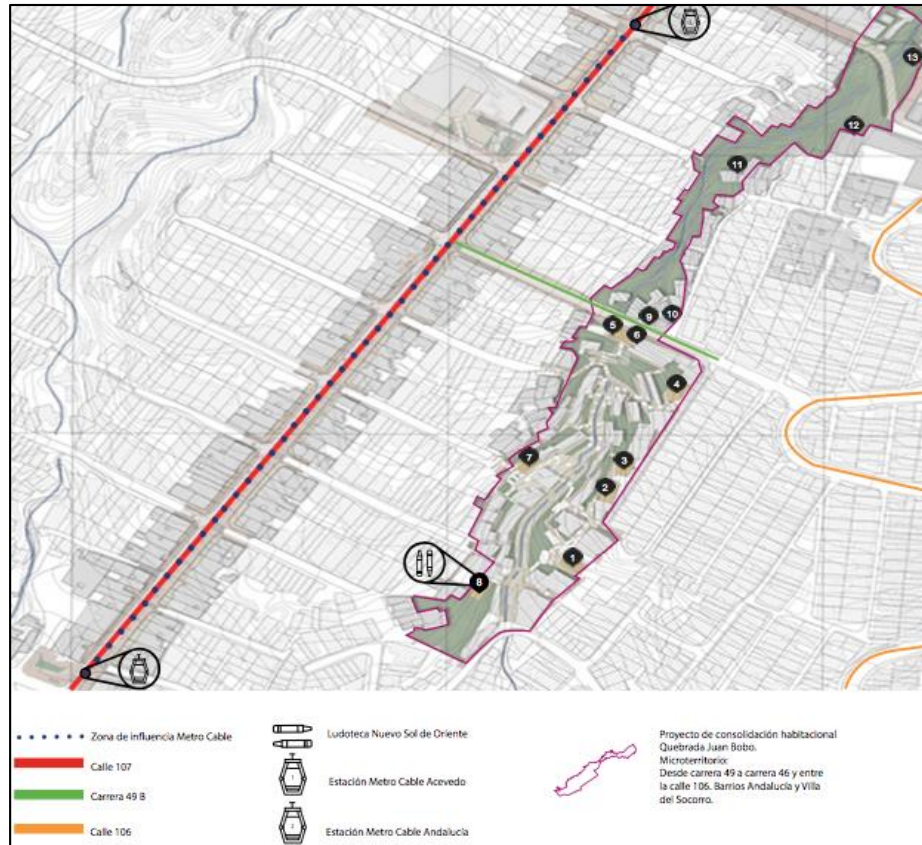 13
12
11
10
9
5
6
4
7
3
2
1
8
Zona de influencia Metro Cable
Calle 107
Carrera 49 B
Calle 106
Ludoteca Nuevo Sol de Oriente
1
Estación Metro Cable Acevedo
2
Estación Metro Cable Andalucía
Proyecto de consolidación habitacional
Quebrada Juan Bobo.
Microterritorio:
Desde carrera 49 a carrera 46 y entre
la calle 106. Barrios Andalucía y Villa
del Socorro.